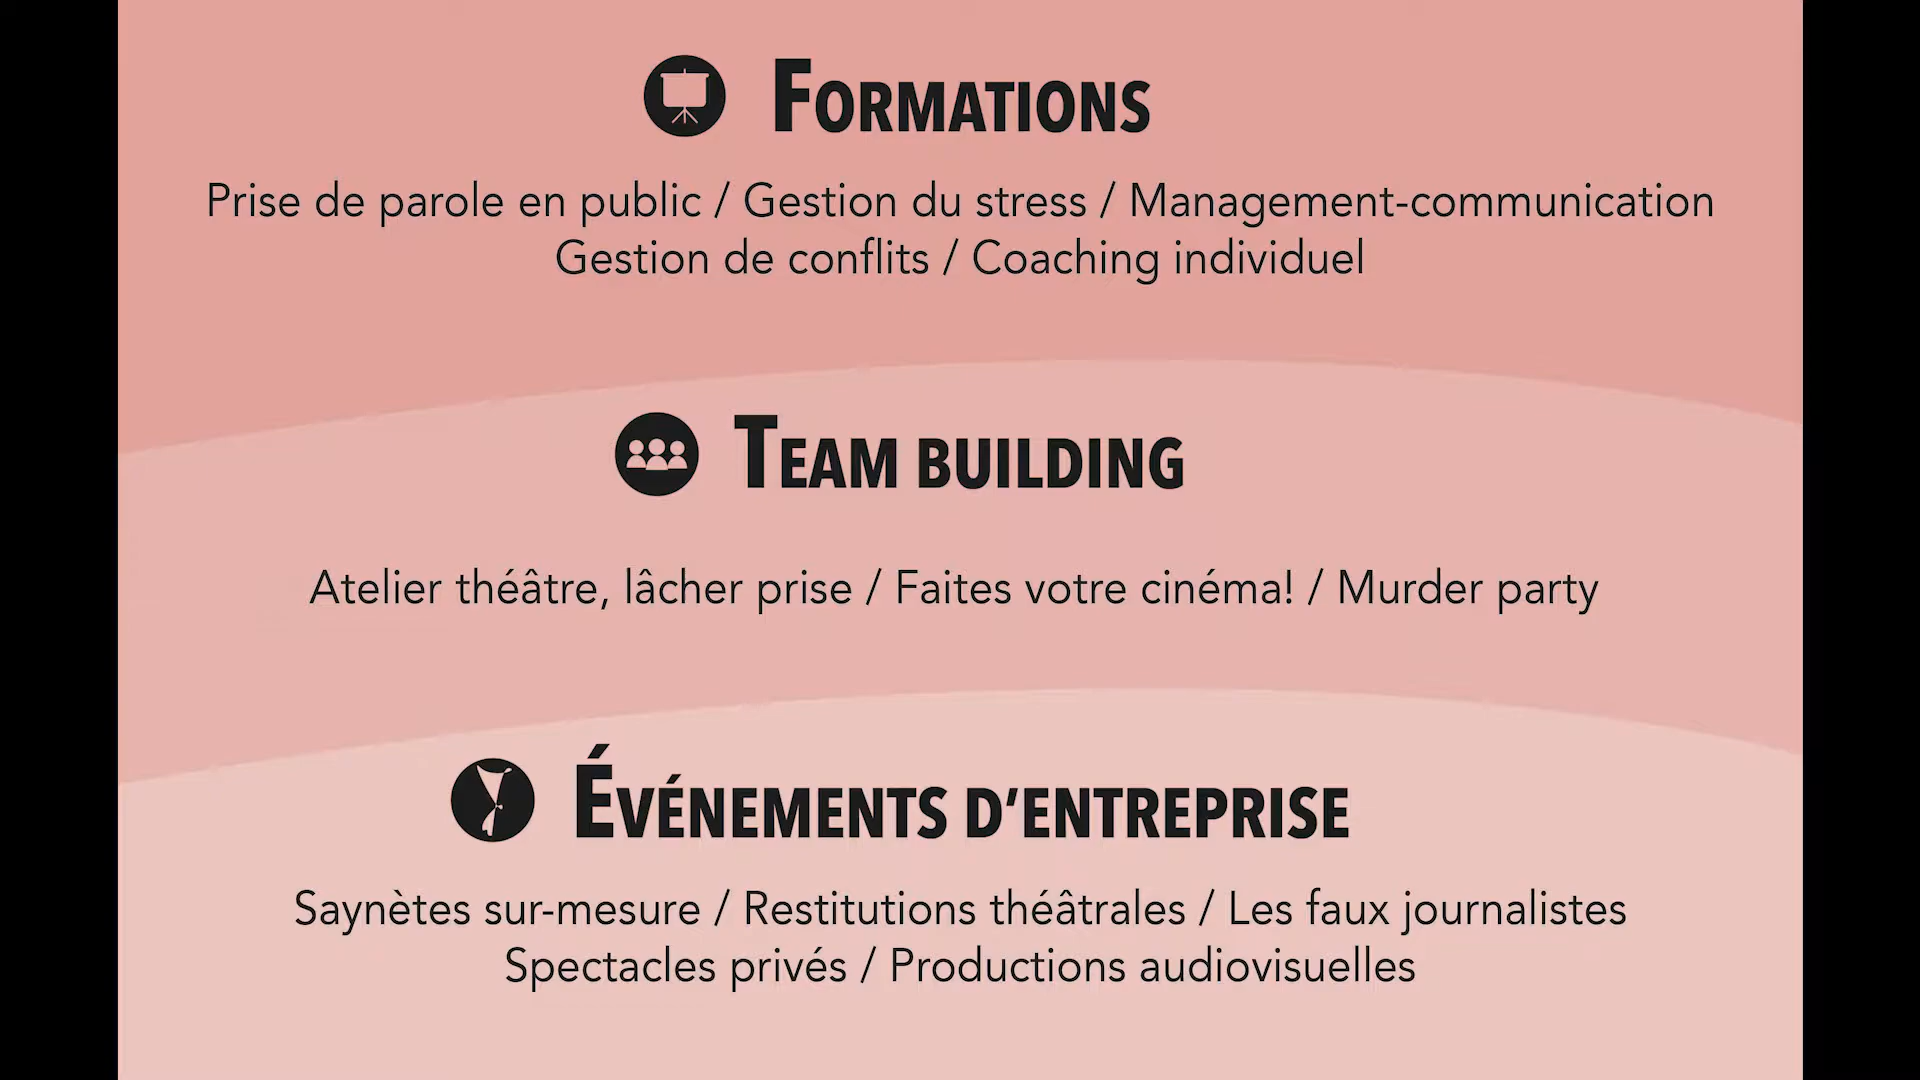 FORMATIONS
Prise de parole en public / Gestion du stress / Management-communication
Gestion de conflits / Coaching individuel
TEAM BUILDING
Atelier théâtre, lâcher prise / Faites votre cinéma! / Murder party
ÉVÉNEMENTS D'ENTREPRISE
Saynètes sur-mesure / Restitutions théâtrales / Les faux journalistes
Spectacles privés / Productions audiovisuelles